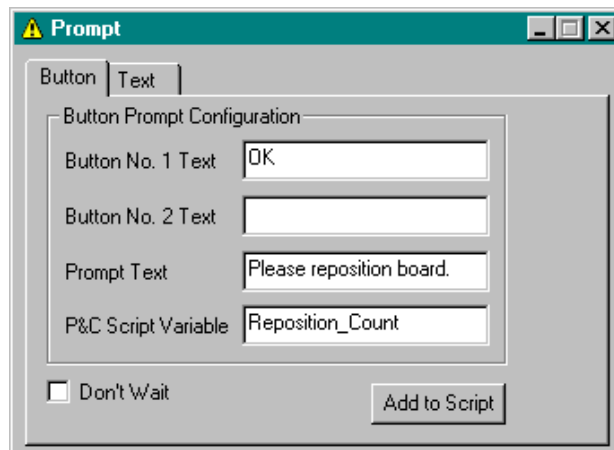 Prompt
Button Text
Button Prompt Configuration
Button No. 1 Text OK
Button No. 2 Text
Prompt Text Please reposition board.
P&C Script Variable Reposition_Count
Don't Wait Add to Script